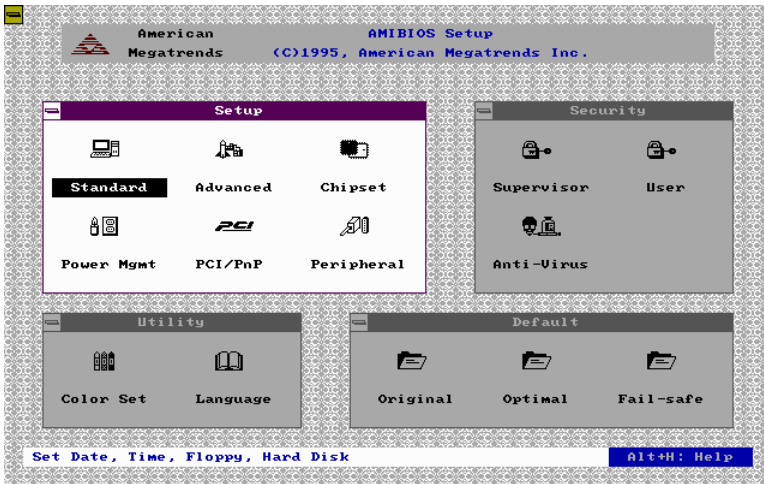 American AMIBIOS Setup
Megatrends (C)1995, American Megatrends Inc.
Setup
Standard Advanced Chipset
Power Mgmt PCI PCI/PnP Peripheral
Security
Supervisor User
Anti-Virus
Utility
Color Set Language
Default
Original Optimal Fail-safe
Set Date, Time, Floppy, Hard Disk Alt+H: Help